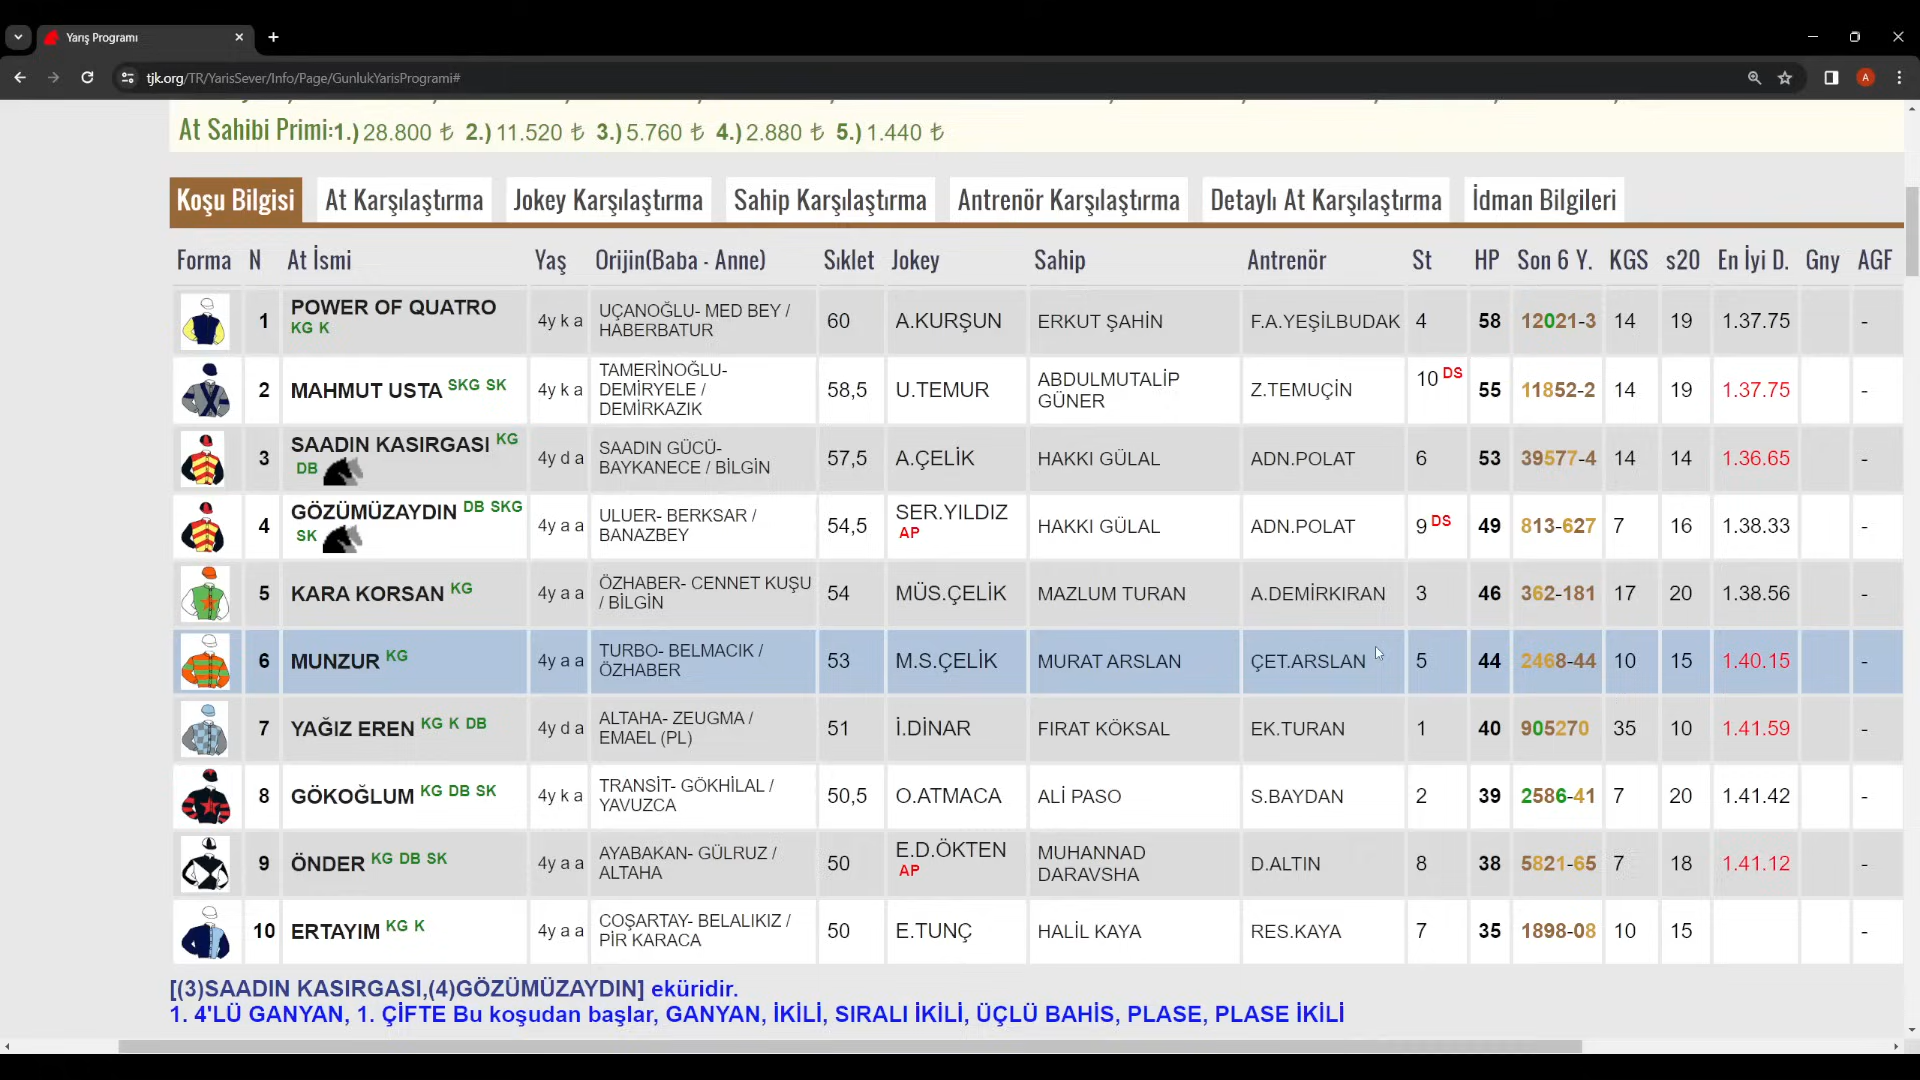 Yarış Programı
tjk.org/TR/YarisSever/Info/Page/GunlukYarisProgrami#
A
At Sahibi Primi:1.) 28.800 ₺ 2.) 11.520 ₺ 3.) 5.760 ₺ 4.) 2.880 ₺ 5.) 1.440 ₺
Koşu Bilgisi At Karşılaştırma Jokey Karşılaştırma Sahip Karşılaştırma Antrenör Karşılaştırma Detaylı At Karşılaştırma İdman Bilgileri
Forma N At İsmi Yaş Orijin(Baba - Anne) Sıklet Jokey Sahip Antrenör St HP Son 6 Y. KGS s20 En İyi D. Gny AGF
1 POWER OF QUATRO KG K 4y k a UÇANOĞLU- MED BEY / HABERBATUR 60 A.KURŞUN ERKUT ŞAHİN F.A.YEŞİLBUDAK 4 58 12021-3 14 19 1.37.75 -
2 MAHMUT USTA SKG SK 4y k a TAMERİNOĞLU- DEMİRYELE / DEMİRKAZIK 58,5 U.TEMUR ABDULMUTALİP GÜNER Z.TEMUÇİN 10 DS 55 11852-2 14 19 1.37.75 -
3 SAADIN KASIRGASI KG DB 4y d a SAADIN GÜCÜ- BAYKANECE / BİLGİN 57,5 A.ÇELİK HAKKI GÜLAL ADN.POLAT 6 53 39577-4 14 14 1.36.65 -
4 GÖZÜMÜZAYDIN DB SKG SK 4y a a ULUER- BERKSAR / BANAZBEY 54,5 SER.YILDIZ AP HAKKI GÜLAL ADN.POLAT 9 DS 49 813-627 7 16 1.38.33 -
5 KARA KORSAN KG 4y a a ÖZHABER- CENNET KUŞU / BİLGİN 54 MÜS.ÇELİK MAZLUM TURAN A.DEMİRKIRAN 3 46 362-181 17 20 1.38.56 -
6 MUNZUR KG 4y a a TURBO- BELMACIK / ÖZHABER 53 M.S.ÇELİK MURAT ARSLAN ÇET.ARSLAN 5 44 2468-44 10 15 1.40.15 -
7 YAĞIZ EREN KG K DB 4y d a ALTAHA- ZEUGMA / EMAEL (PL) 51 İ.DİNAR FIRAT KÖKSAL EK.TURAN 1 40 905270 35 10 1.41.59 -
8 GÖKOĞLUM KG DB SK 4y k a TRANSİT- GÖKHİLAL / YAVUZCA 50,5 O.ATMACA ALİ PASO S.BAYDAN 2 39 2586-41 7 20 1.41.42 -
9 ÖNDER KG DB SK 4y a a AYABAKAN- GÜLRUZ / ALTAHA 50 E.D.ÖKTEN AP MUHANNAD DARAVSHA D.ALTIN 8 38 5821-65 7 18 1.41.12 -
10 ERTAYIM KG K 4y a a COŞARTAY- BELALIKIZ / PİR KARACA 50 E.TUNÇ HALİL KAYA RES.KAYA 7 35 1898-08 10 15 -
[(3)SAADIN KASIRGASI,(4)GÖZÜMÜZAYDIN] eküridir.
1. 4'LÜ GANYAN, 1. ÇİFTE Bu koşudan başlar, GANYAN, İKİLİ, SIRALI İKİLİ, ÜÇLÜ BAHİS, PLASE, PLASE İKİLİ